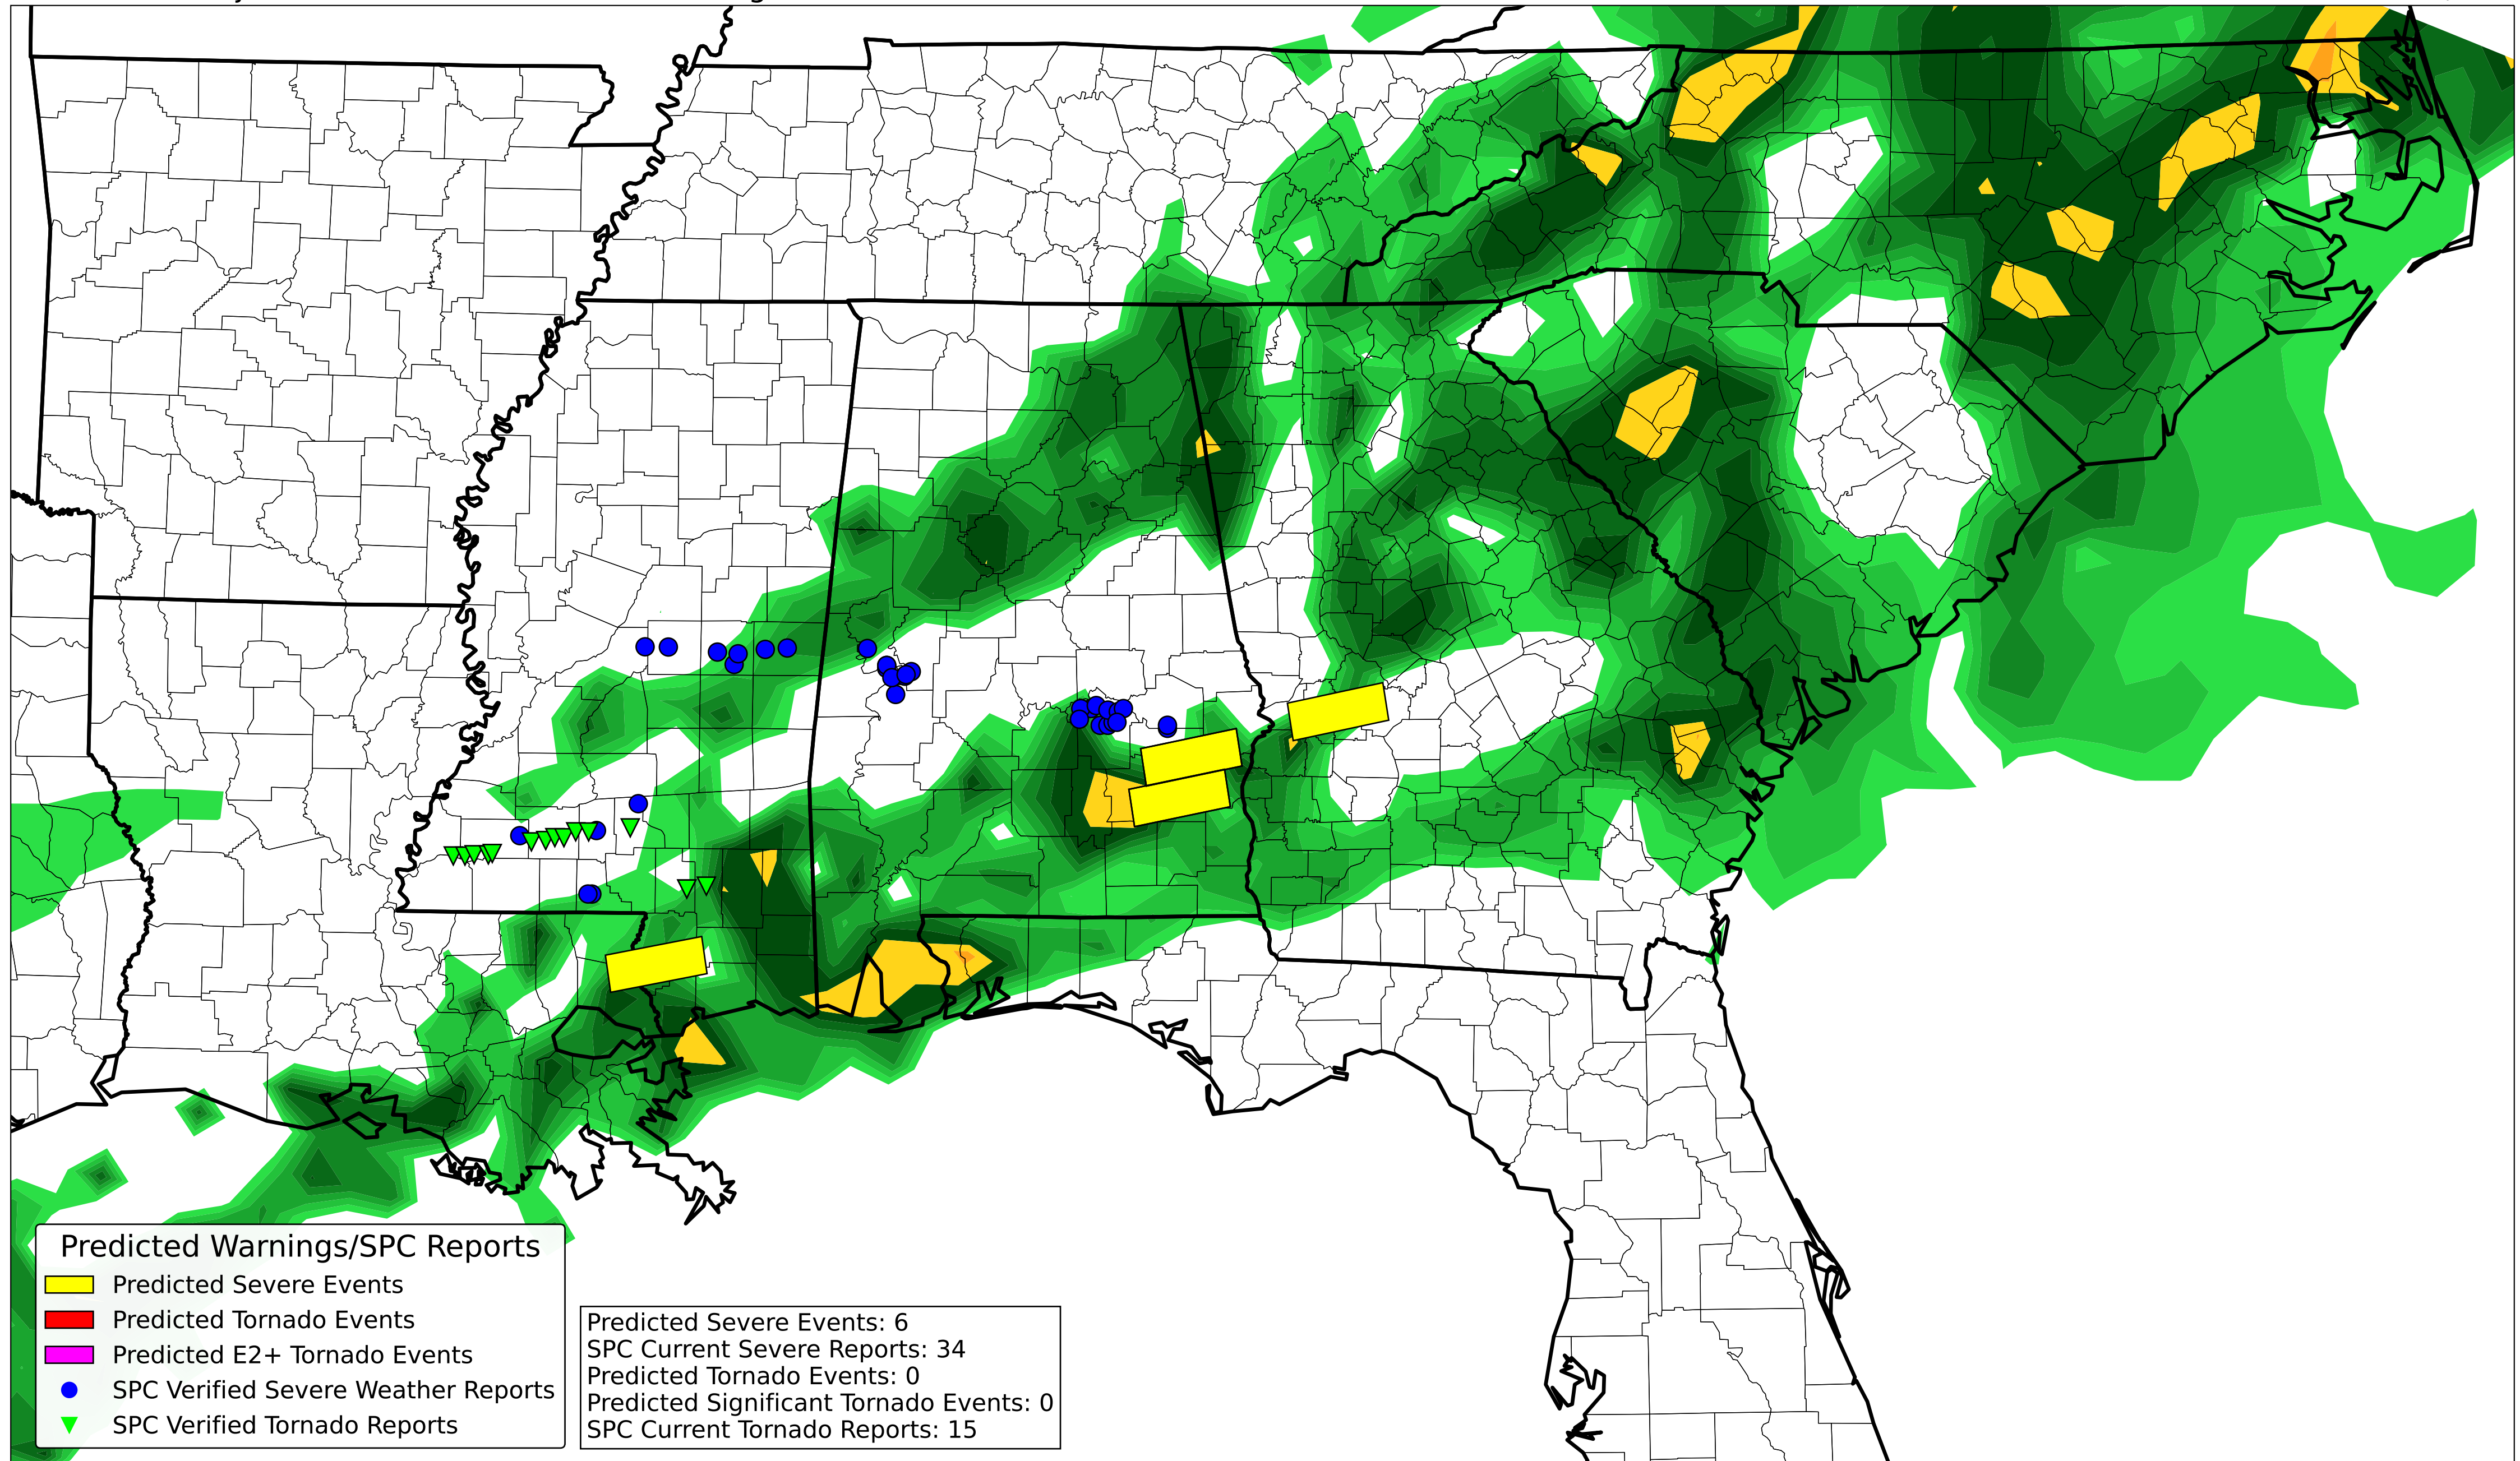 Predicted Warnings/SPC Reports
Predicted Severe Events
Predicted Tornado Events
Predicted E2+ Tornado Events
SPC Verified Severe Weather Reports
SPC Verified Tornado Reports
Predicted Severe Events: 6
SPC Current Severe Reports: 34
Predicted Tornado Events: 0
Predicted Significant Tornado Events: 0
SPC Current Tornado Reports: 15